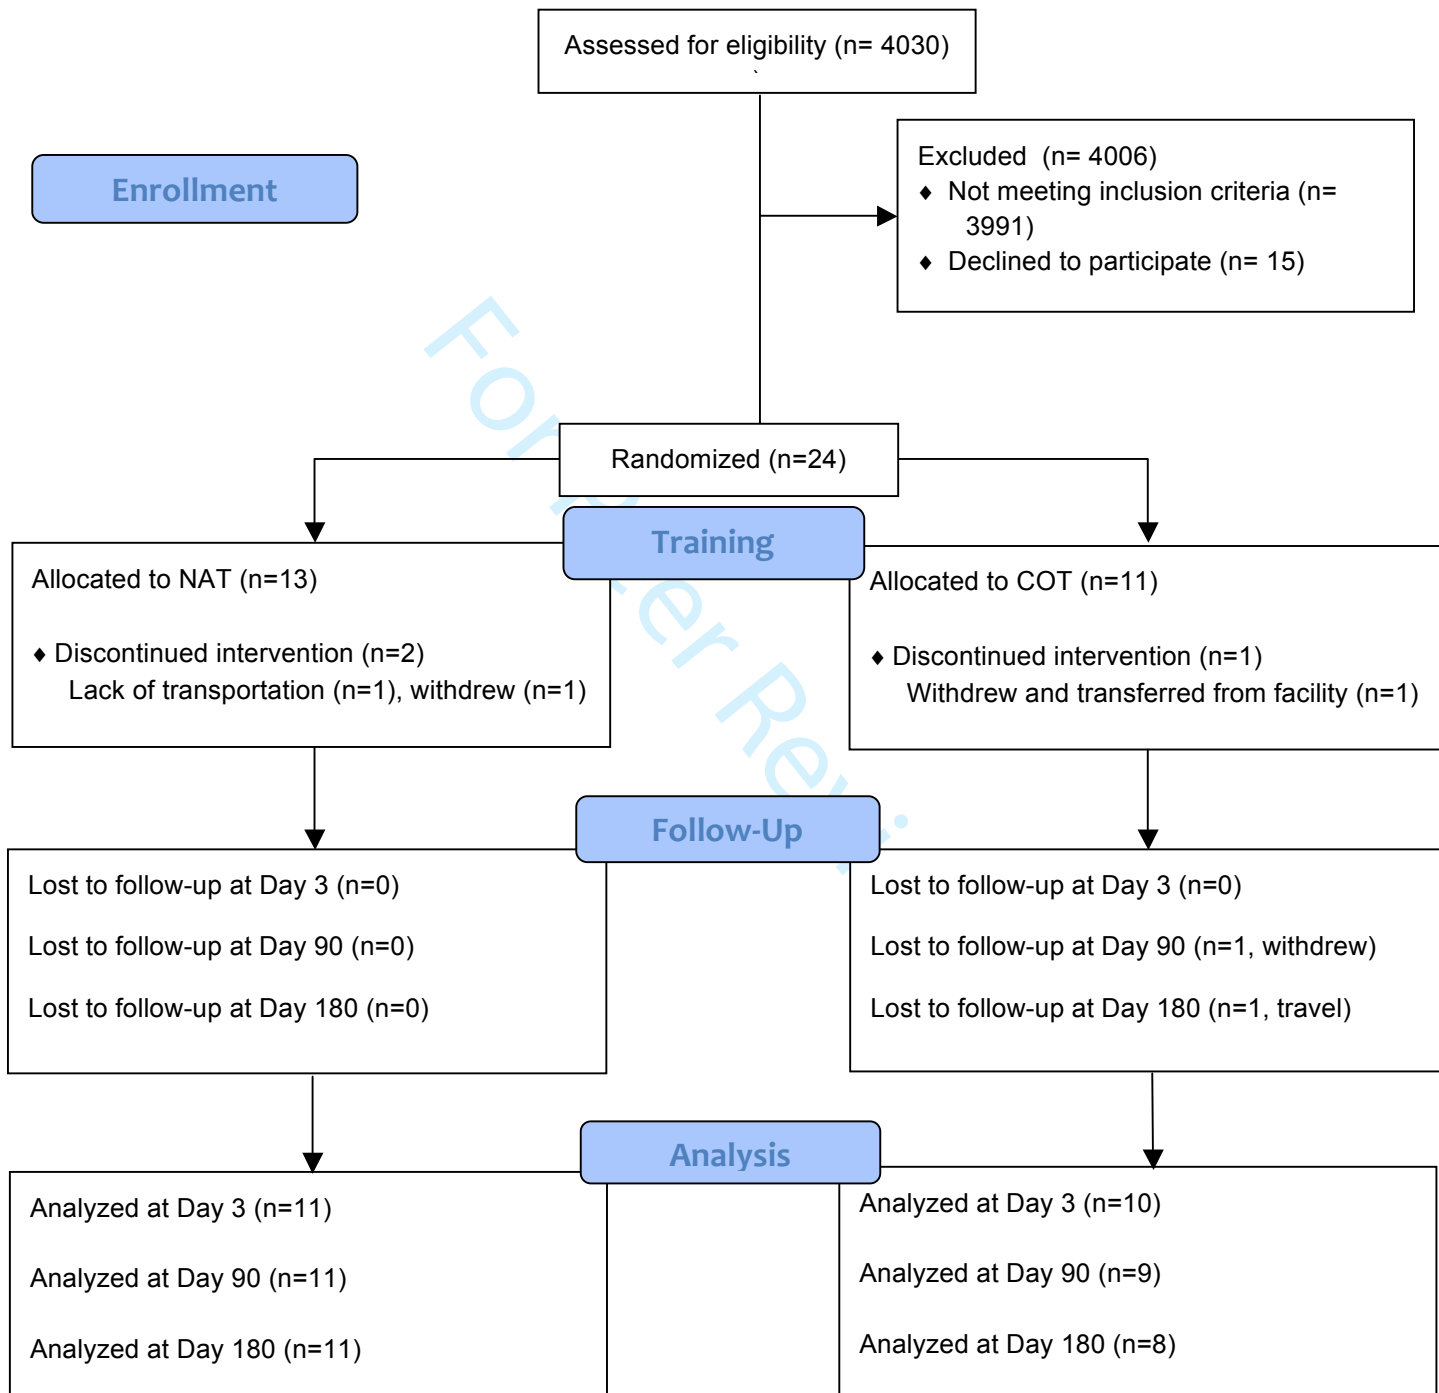 Assessed for eligibility (n= 4030)
Enrollment
Excluded  (n= 4006)
♦ Not meeting inclusion criteria (n=
3991)
♦ Declined to participate (n= 15)
Randomized (n=24)
Training
Allocated to NAT (n=13)
♦ Discontinued intervention (n=2)
Lack of transportation (n=1), withdrew (n=1)
Allocated to COT (n=11)
♦ Discontinued intervention (n=1)
Withdrew and transferred from facility (n=1)
Follow-Up
Lost to follow-up at Day 3 (n=0)
Lost to follow-up at Day 90 (n=0)
Lost to follow-up at Day 180 (n=0)
Lost to follow-up at Day 3 (n=0)
Lost to follow-up at Day 90 (n=1, withdrew)
Lost to follow-up at Day 180 (n=1, travel)
Analysis
Analyzed at Day 3 (n=11)
Analyzed at Day 90 (n=11)
Analyzed at Day 180 (n=11)
Analyzed at Day 3 (n=10)
Analyzed at Day 90 (n=9)
Analyzed at Day 180 (n=8)
For